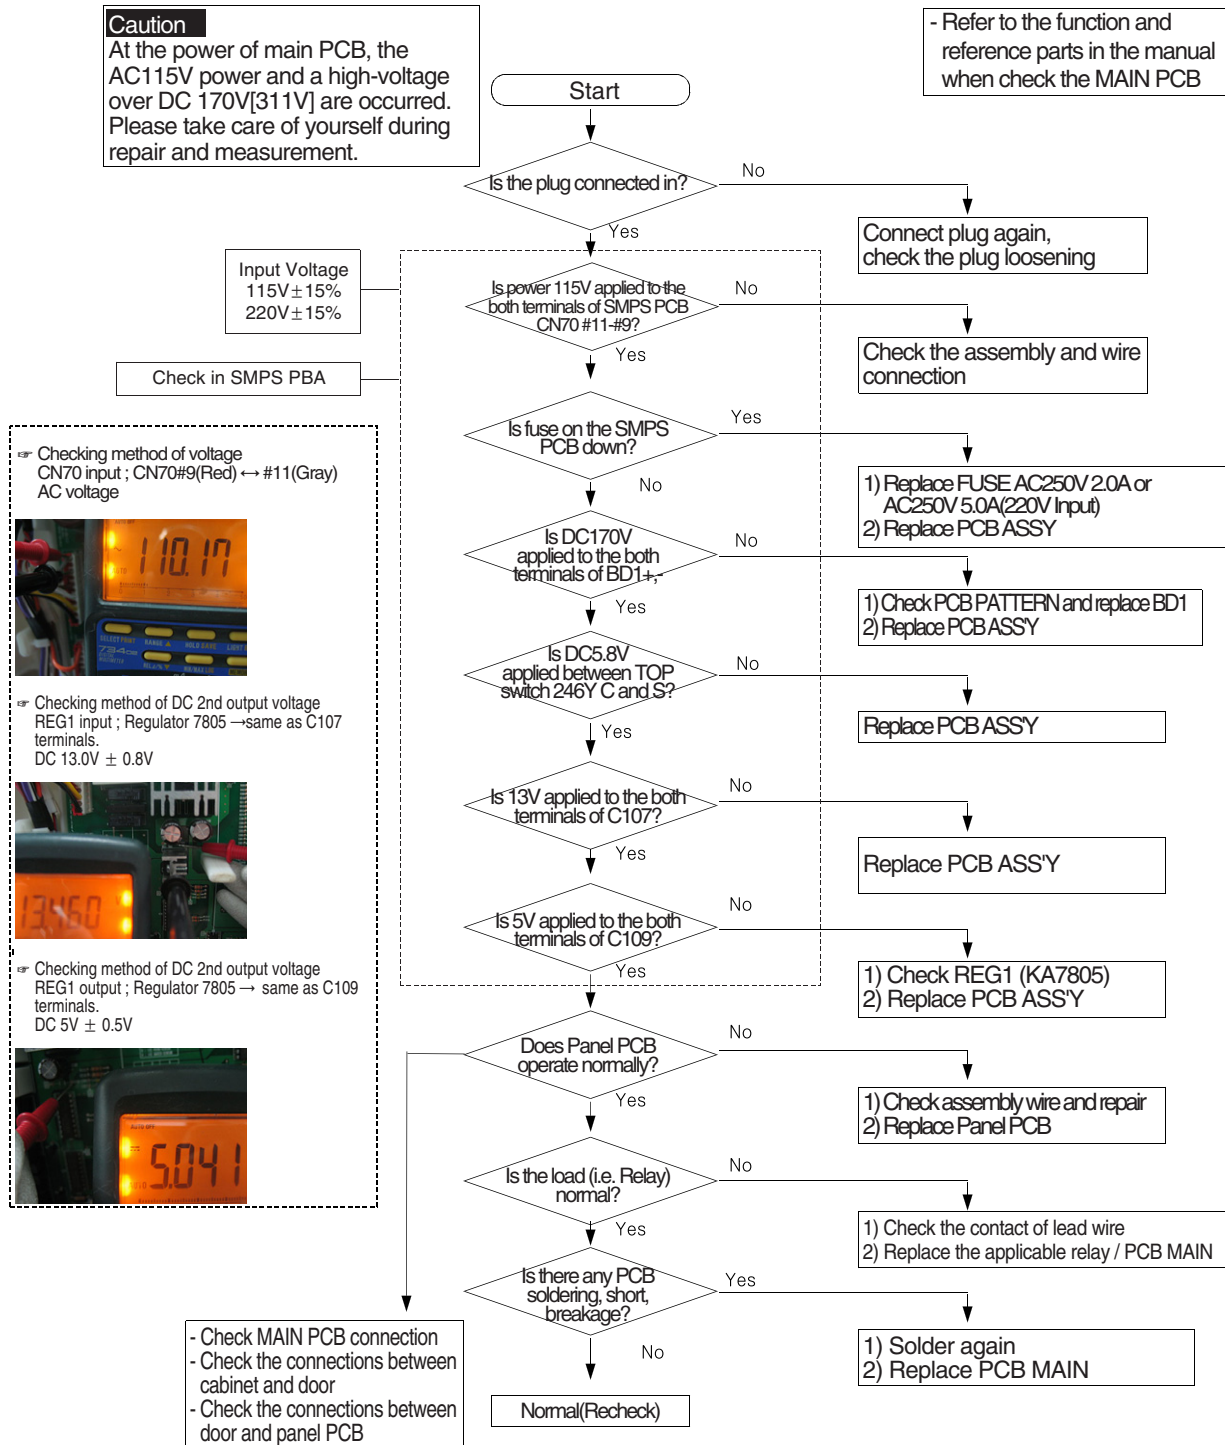 Caution
At the power of main PCB, the
AC115V power and a high-voltage
over DC 170V[311V] are occurred.
Please take care of yourself during
repair and measurement.
- Refer to the function and
reference parts in the manual
when check the MAIN PCB
Start
Is the plug connected in?
No
Yes
Connect plug again,
check the plug loosening
Input Voltage
115V±15%
220V±15%
Is power 115V applied to the
both terminals of SMPS PCB
CN70 #11-#9?
No
Yes
Check the assembly and wire
connection
Check in SMPS PBA
Is fuse on the SMPS
PCB down?
Yes
No
1) Replace FUSE AC250V 2.0A or
AC250V 5.0A(220V Input)
2) Replace PCB ASSY
☞ Checking method of voltage
CN70 input ; CN70#9(Red) ↔ #11(Gray)
AC voltage
110.17
SELECT PRINT
RANGE ▲
HOLD SAVE
734
Is DC170V
applied to the both
terminals of BD1+,-
No
Yes
1) Check PCB PATTERN and replace BD1
2) Replace PCB ASS'Y
Is DC5.8V
applied between TOP
switch 246Y C and S?
No
Yes
Replace PCB ASS'Y
☞ Checking method of DC 2nd output voltage
REG1 input ; Regulator 7805 →same as C107
terminals.
DC 13.0V ± 0.8V
13.460
Is 13V applied to the both
terminals of C107?
No
Yes
Replace PCB ASS'Y
Is 5V applied to the both
terminals of C109?
No
Yes
1) Check REG1 (KA7805)
2) Replace PCB ASS'Y
☞ Checking method of DC 2nd output voltage
REG1 output ; Regulator 7805 → same as C109
terminals.
DC 5V ± 0.5V
AUTO OFF
5.041
Does Panel PCB
operate normally?
No
Yes
1) Check assembly wire and repair
2) Replace Panel PCB
Is the load (i.e. Relay)
normal?
No
Yes
1) Check the contact of lead wire
2) Replace the applicable relay / PCB MAIN
Is there any PCB
soldering, short,
breakage?
Yes
No
1) Solder again
2) Replace PCB MAIN
- Check MAIN PCB connection
- Check the connections between
cabinet and door
- Check the connections between
door and panel PCB
Normal(Recheck)